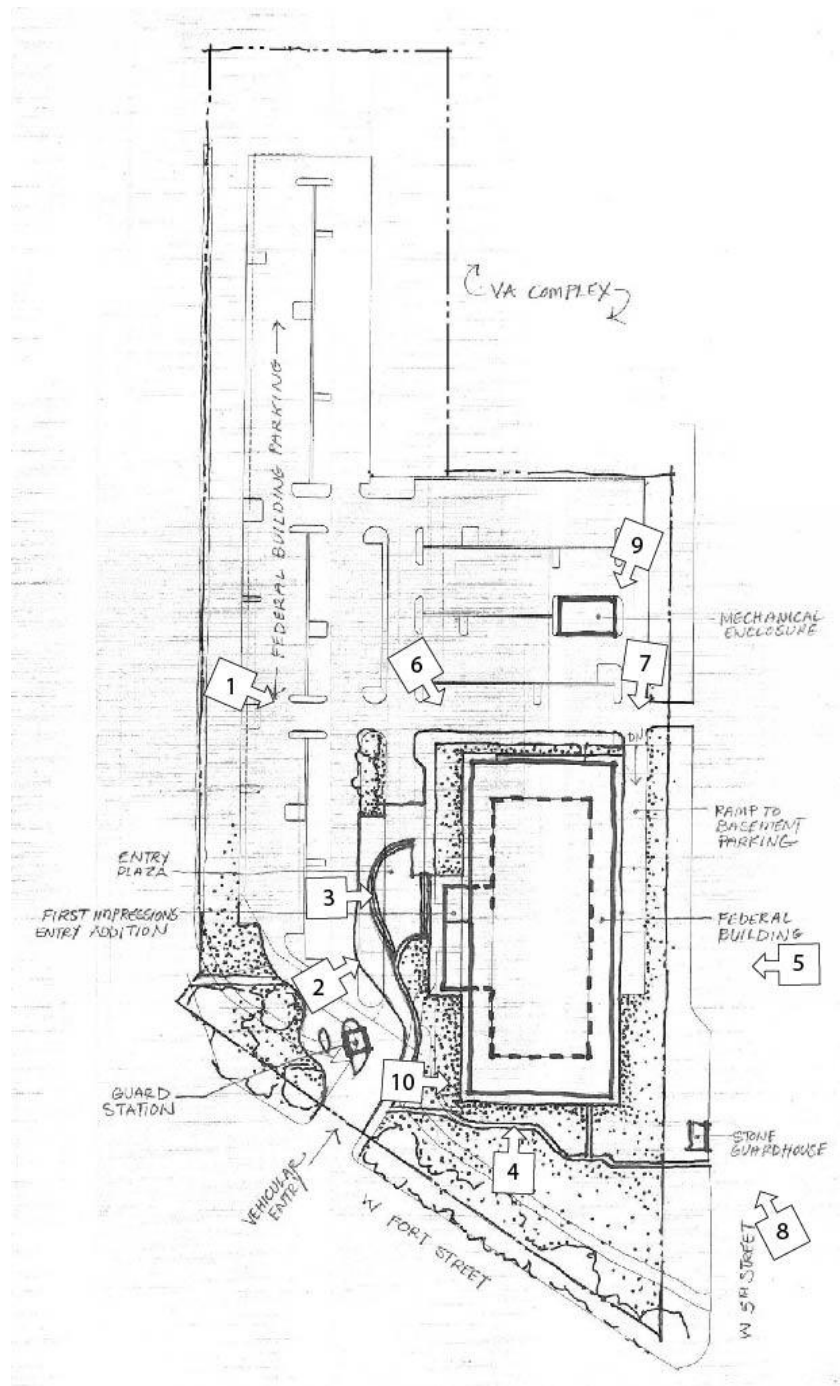 VA COMPLEX
FEDERAL BUILDING PARKING
9
MECHANICAL
ENCLOSURE
6
7
1
DN
RAMP TO
BASEMENT
PARKING
ENTRY
PLAZA
3
FIRST IMPRESSIONS
ENTRY ADDITION
FEDERAL
BUILDING
5
2
10
GUARD
STATION
STONE
GUARDHOUSE
4
VEHICULAR
ENTRY
W FORT STREET
8
W 5th STREET